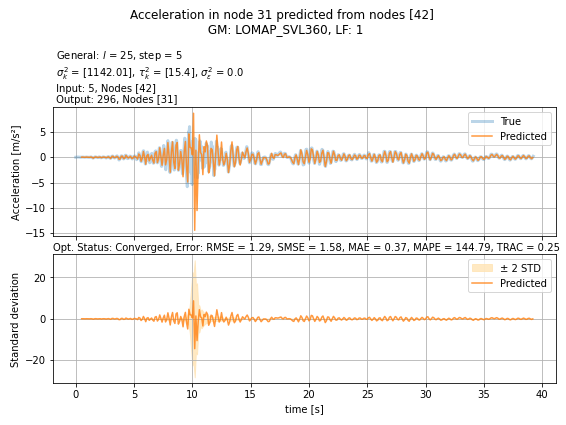 Acceleration in node 31 predicted from nodes [42]
GM: LOMAP_SVL360, LF: 1
General: l = 25, step = 5
σ²ₖ = [1142.01], τ²ₖ = [15.4], σ²ε = 0.0
Input: 5, Nodes [42]
Output: 296, Nodes [31]
True
Predicted
Acceleration [m/s²]
5
0
−5
−10
−15
Opt. Status: Converged, Error: RMSE = 1.29, SMSE = 1.58, MAE = 0.37, MAPE = 144.79, TRAC = 0.25
± 2 STD
Predicted
Standard deviation
20
0
−20
0 5 10 15 20 25 30 35 40
time [s]